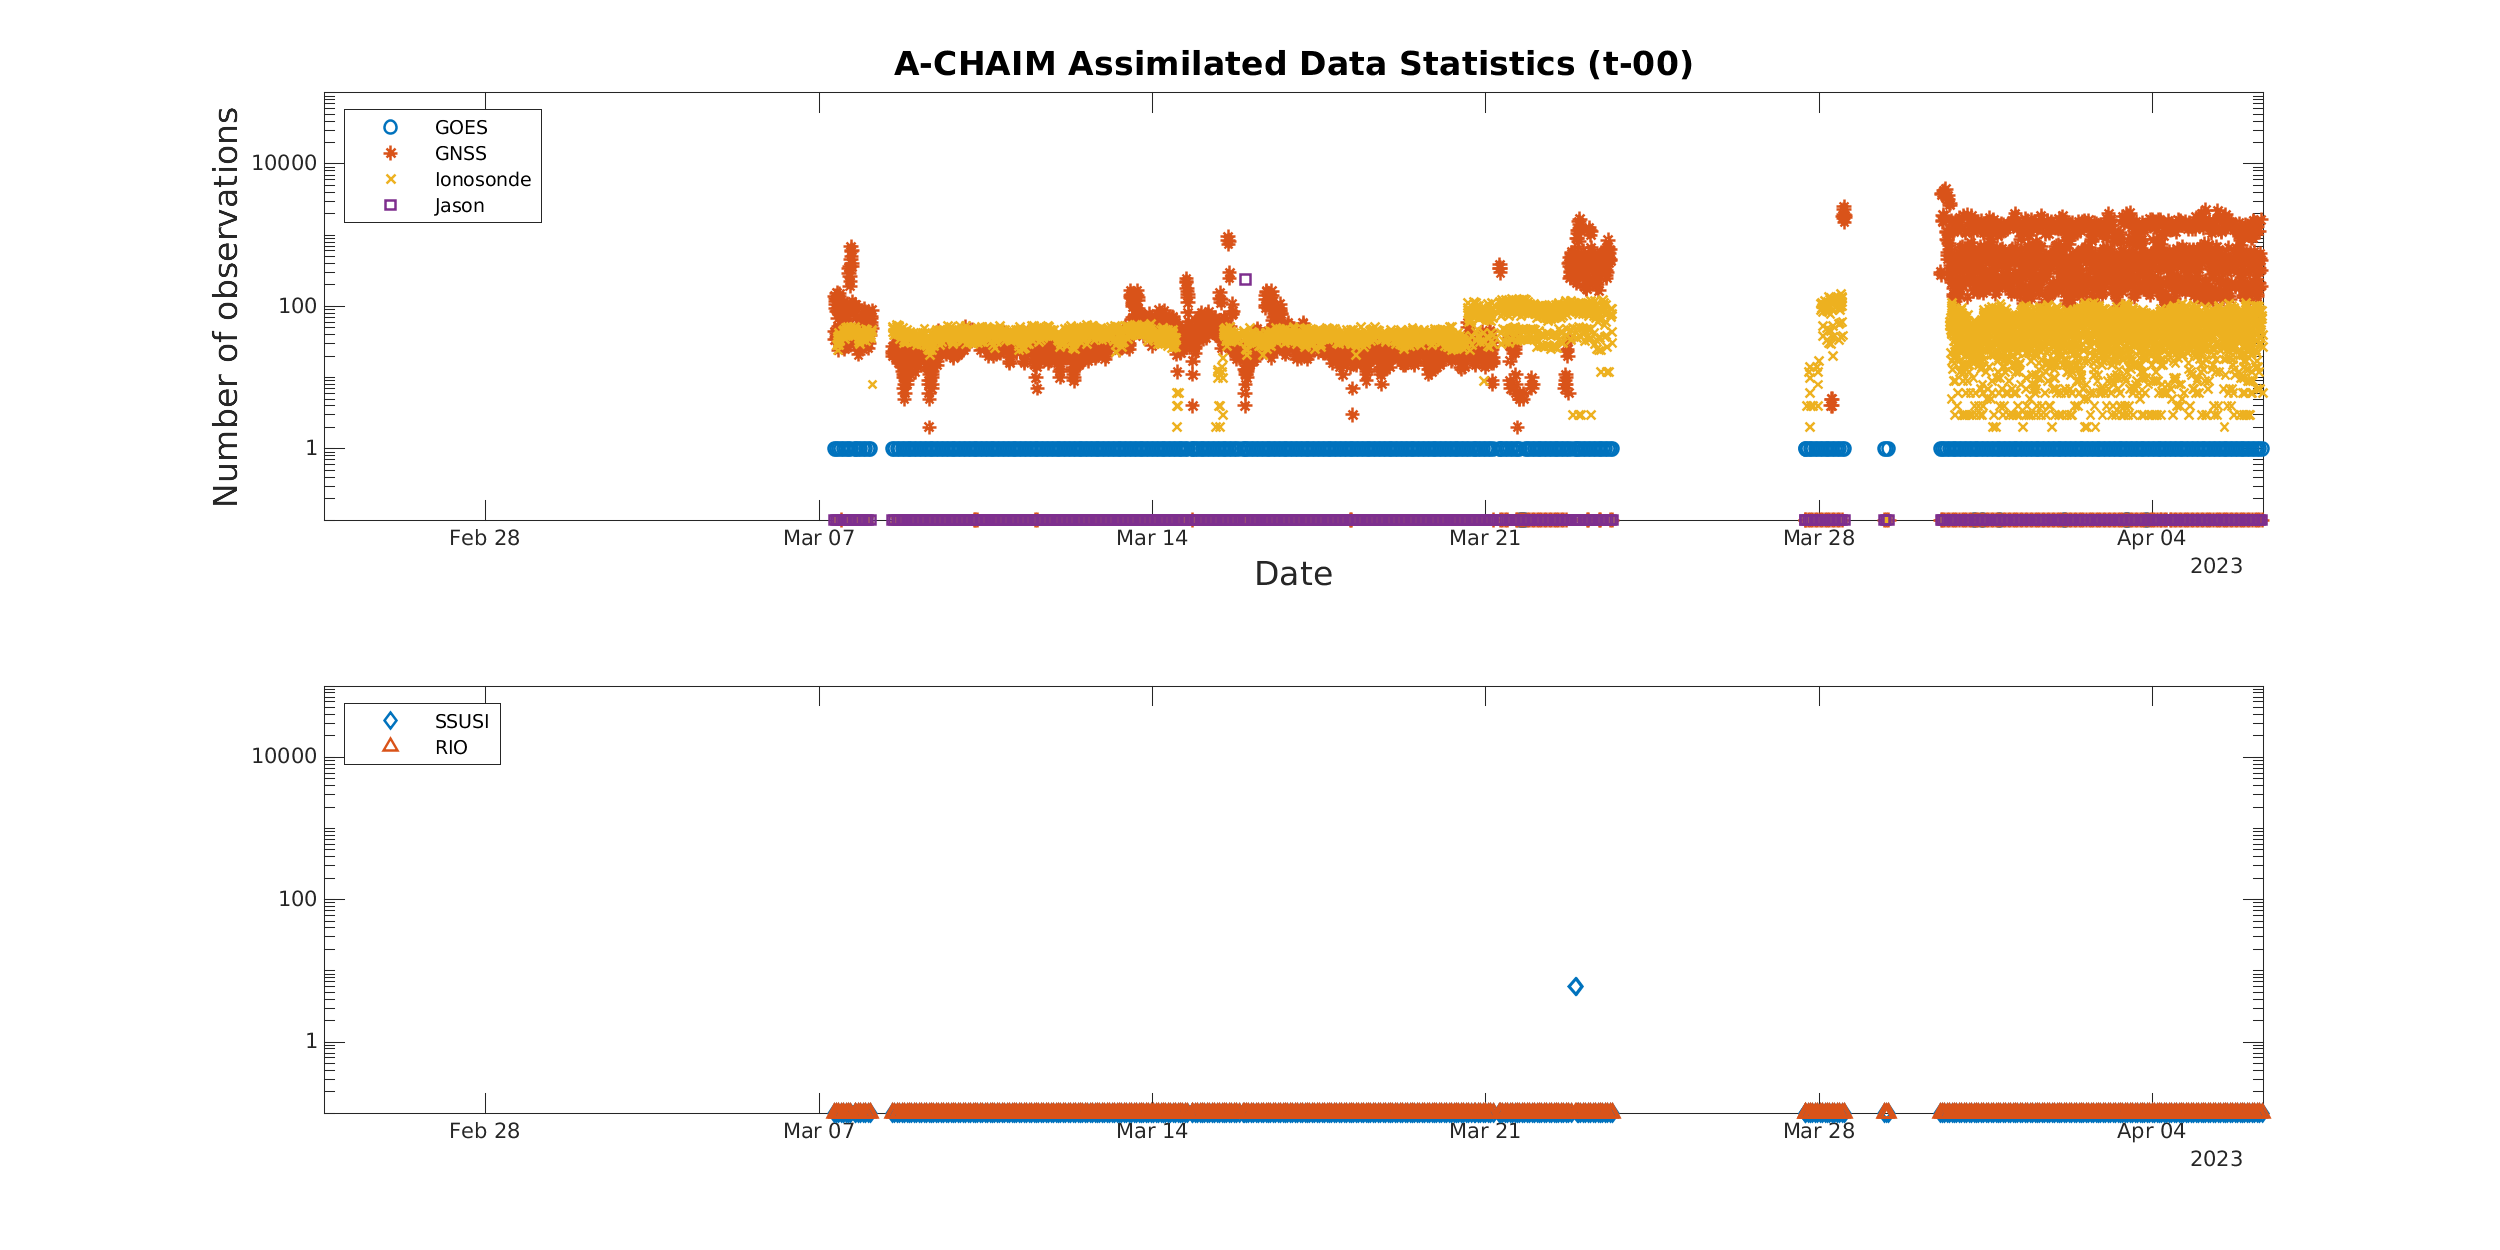 A-CHAIM Assimilated Data Statistics (t-00)
Number of observations
10000
100
1
GOES
GNSS
Ionosonde
Jason
Feb 28
Mar 07
Mar 14
Mar 21
Mar 28
Apr 04
2023
Date
10000
100
1
SSUSI
RIO
Feb 28
Mar 07
Mar 14
Mar 21
Mar 28
Apr 04
2023